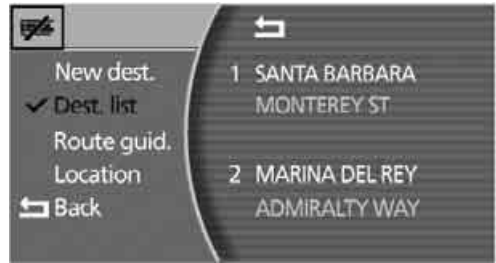 New dest.
Dest. list
Route guid.
Location
Back
1 SANTA BARBARA
MONTEREY ST
2 MARINA DEL REY
ADMIRALTY WAY